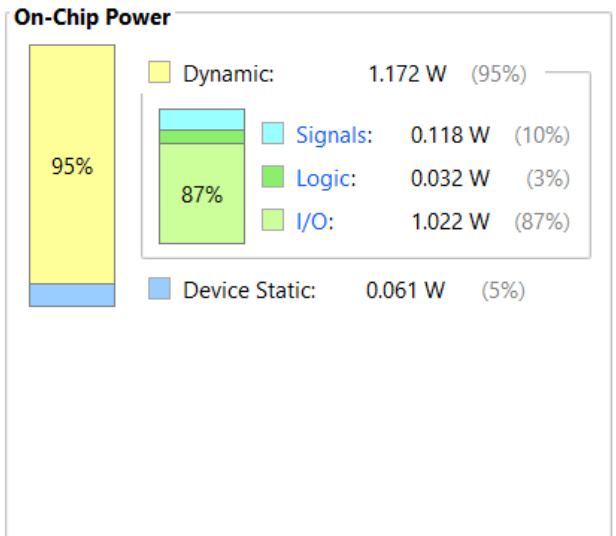 On-Chip Power
Dynamic: 1.172 W (95%)
Signals: 0.118 W (10%)
95%
Logic: 0.032 W (3%)
87%
I/O: 1.022 W (87%)
Device Static: 0.061 W (5%)